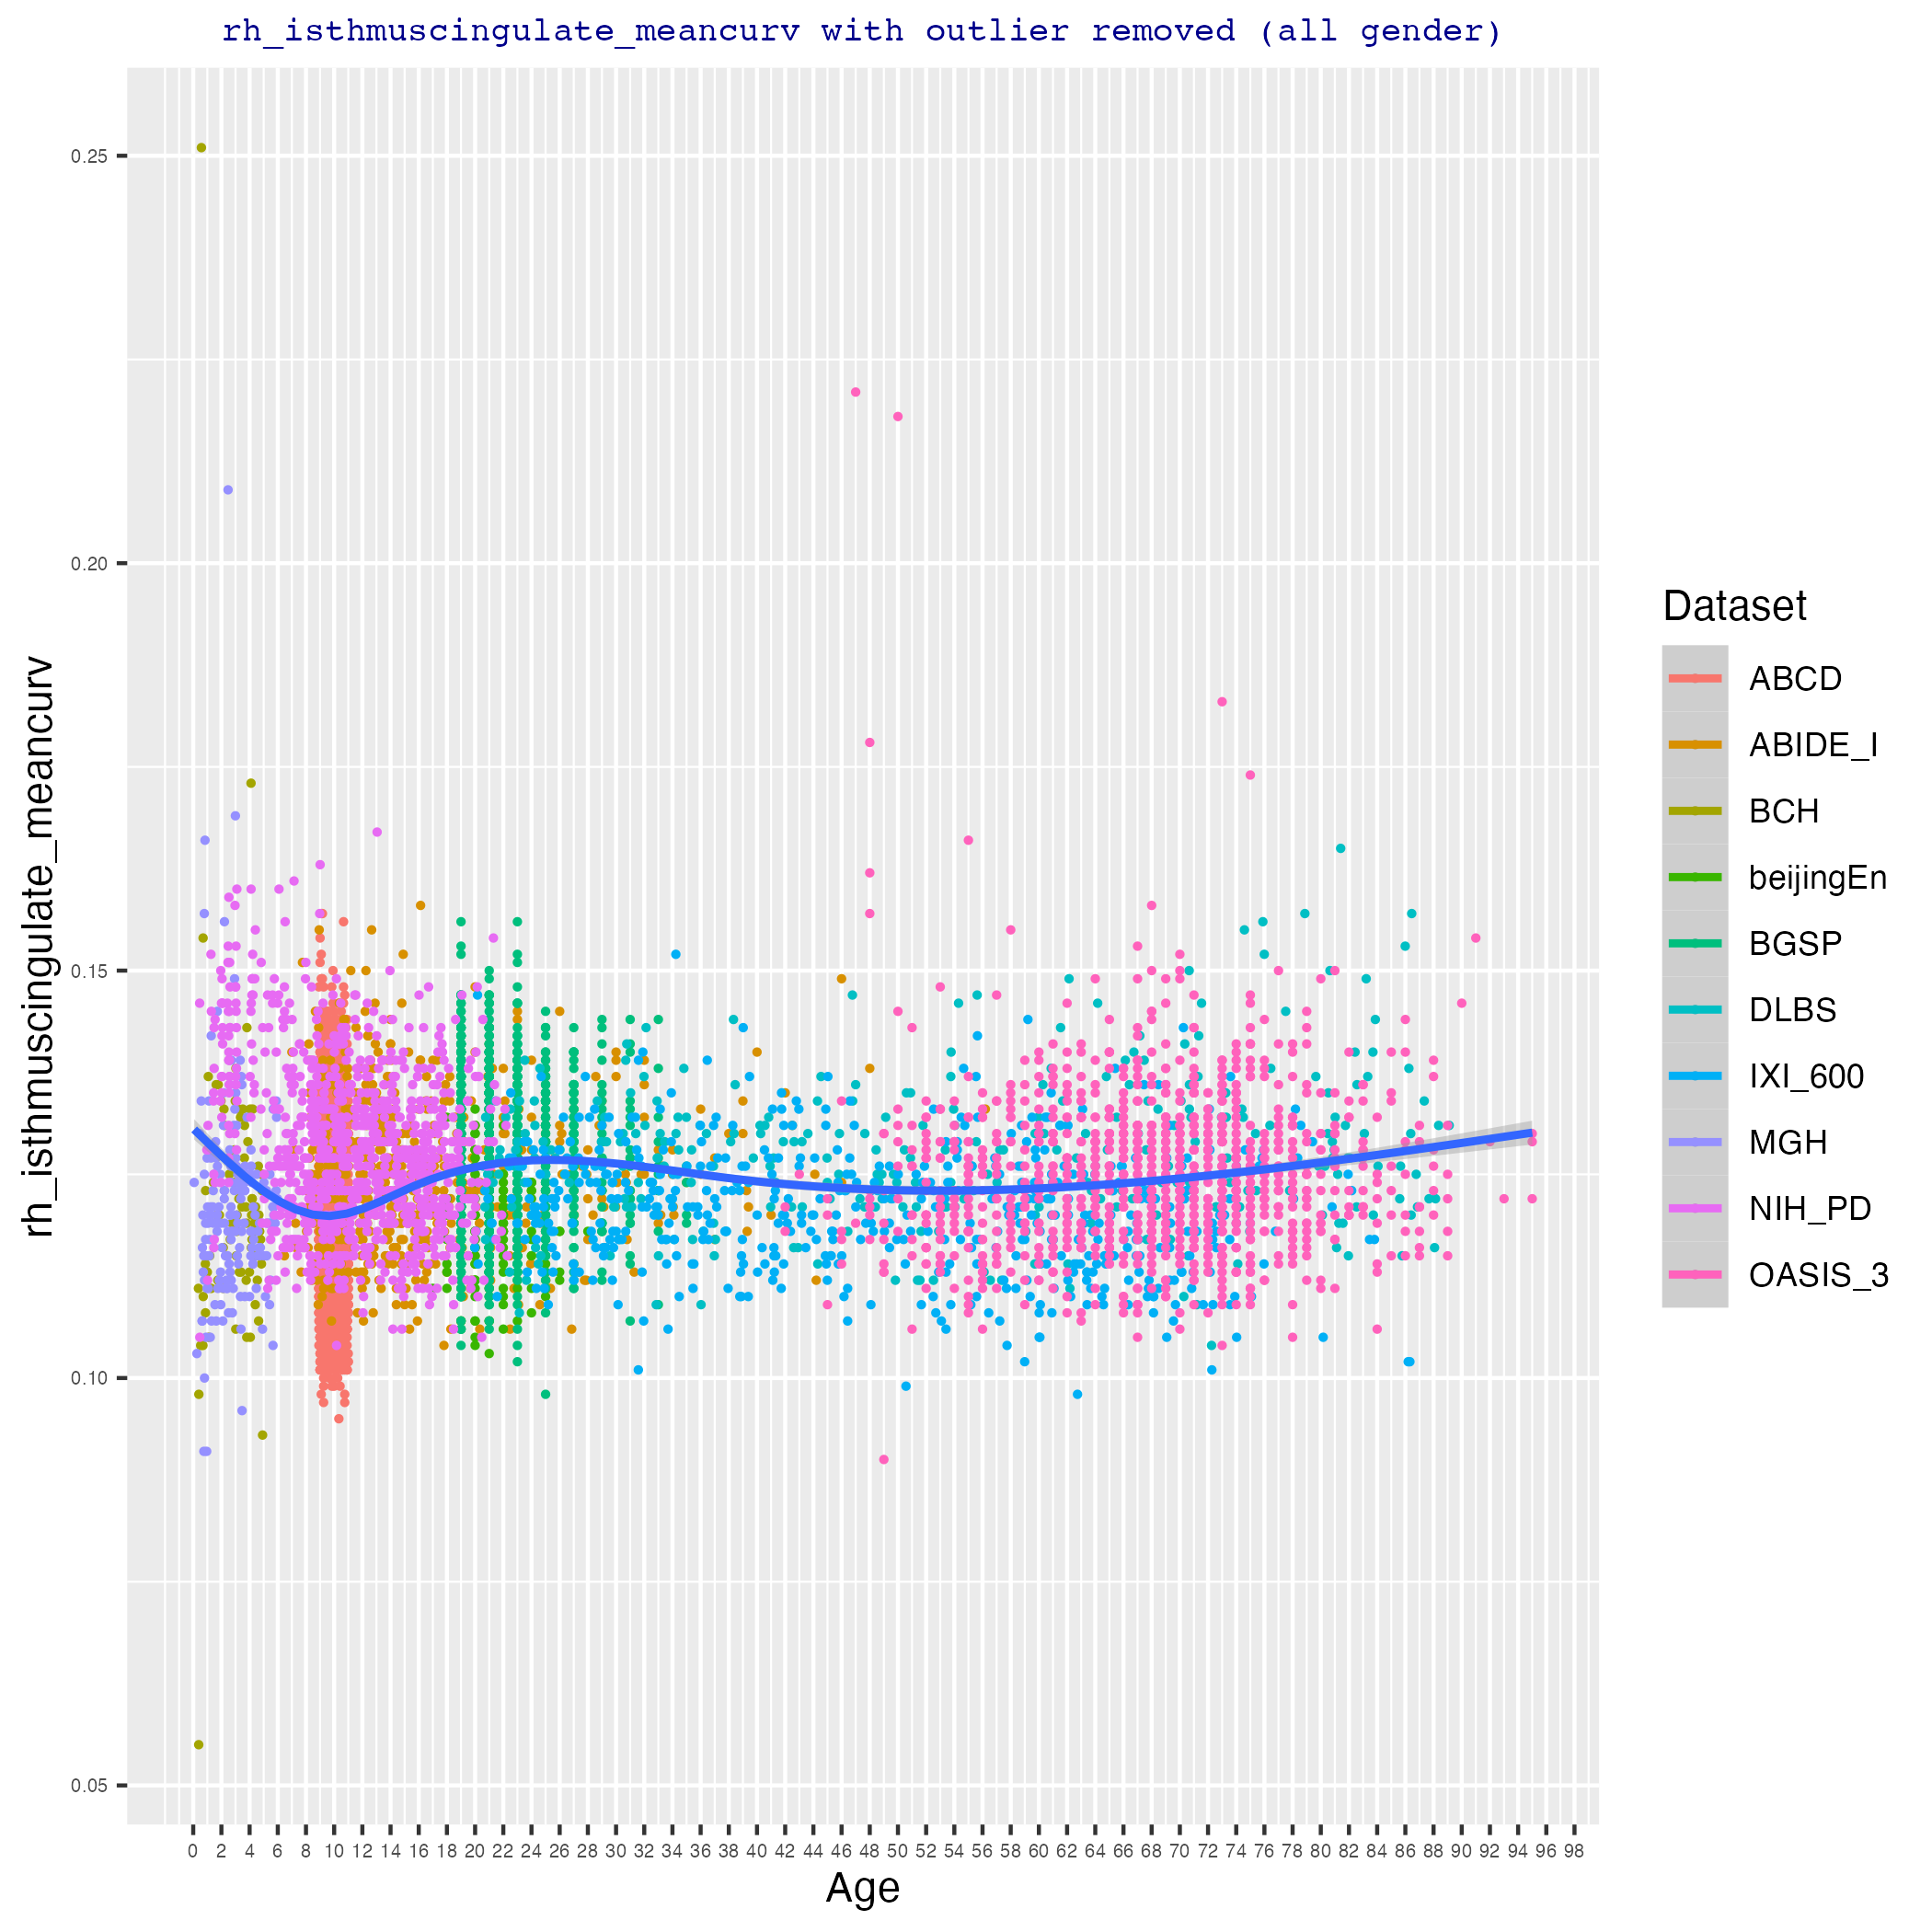 rh_isthmuscingulate_meancurv with outlier removed (all gender)
rh_isthmuscingulate_meancurv
0.25
0.20
0.15
0.10
0.05
0 2 4 6 8 10 12 14 16 18 20 22 24 26 28 30 32 34 36 38 40 42 44 46 48 50 52 54 56 58 60 62 64 66 68 70 72 74 76 78 80 82 84 86 88 90 92 94 96 98
Age
Dataset
ABCD
ABIDE_I
BCH
beijingEn
BGSP
DLBS
IXI_600
MGH
NIH_PD
OASIS_3